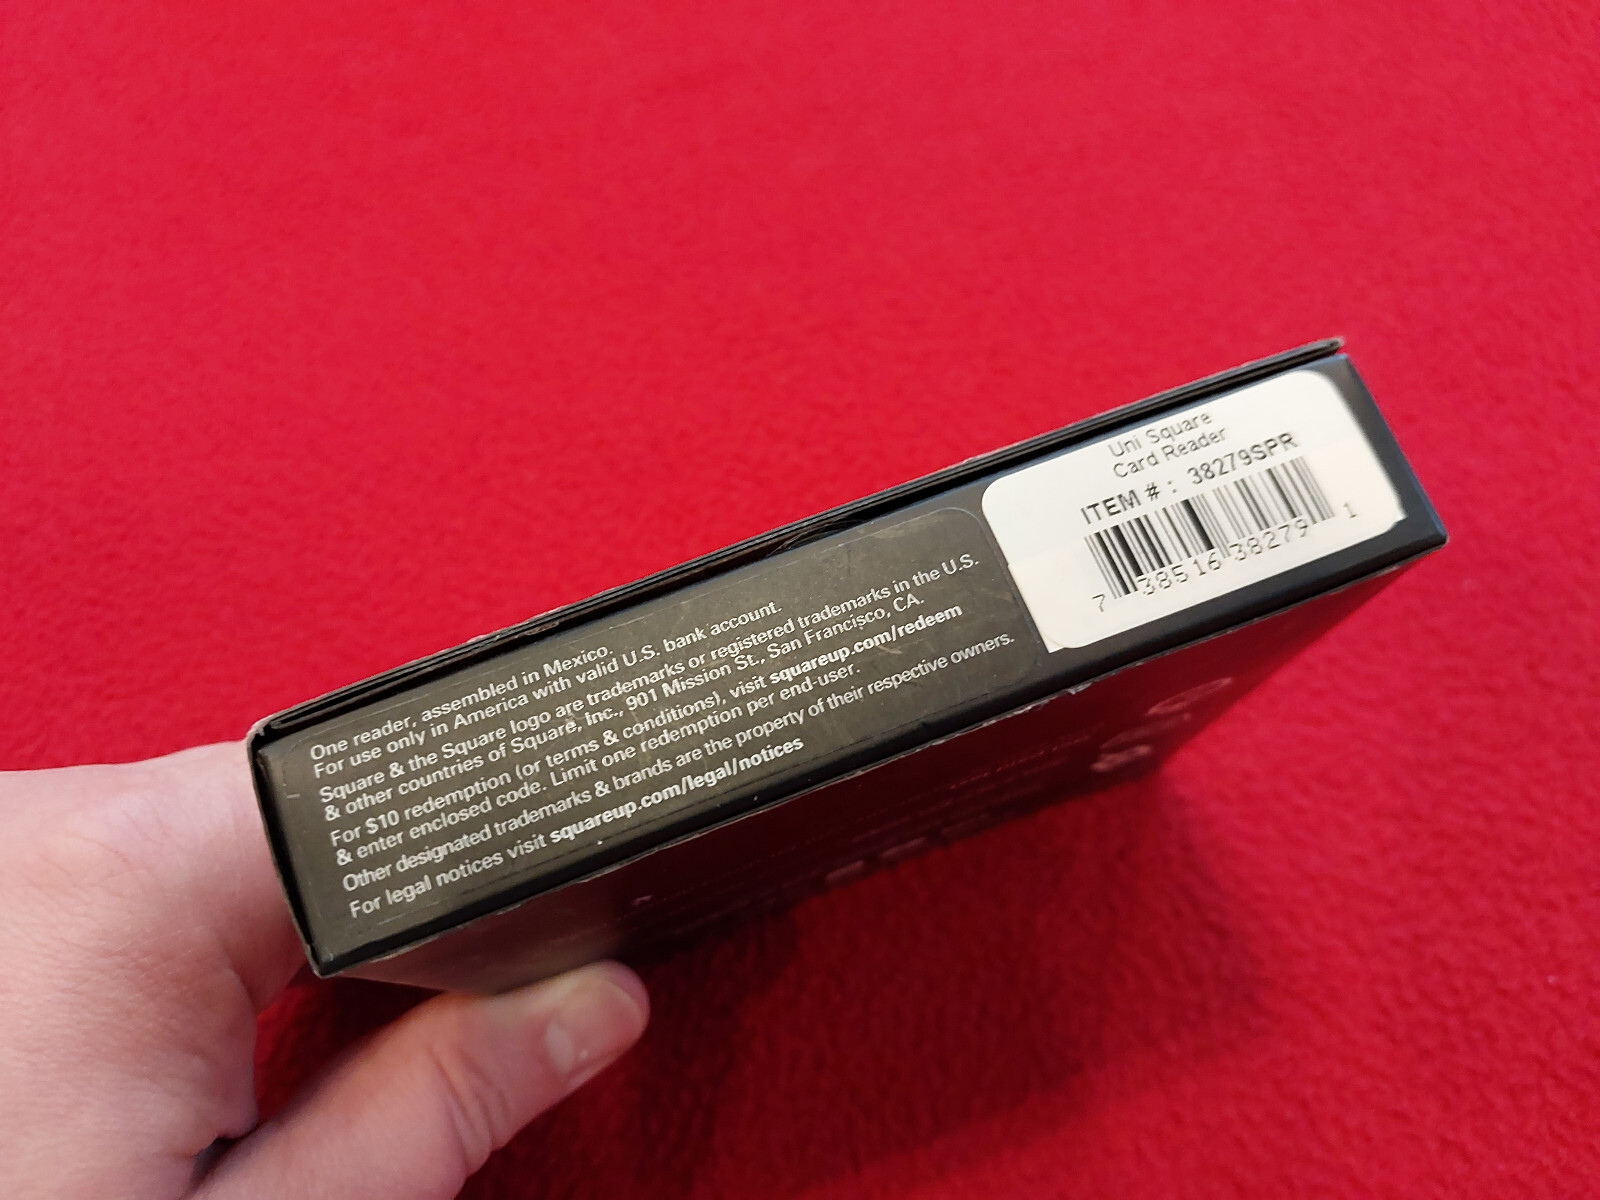 One reader, assembled in Mexico.
For use only in America with valid U.S. bank account.
Square & the Square logo are trademarks or registered trademarks in the U.S.
& other countries of Square, Inc., 901 Mission St., San Francisco, CA.
For $10 redemption (or terms & conditions), visit squareup.com/redeem
& enter enclosed code. Limit one redemption per end-user.
Other designated trademarks & brands are the property of their respective owners.
For legal notices visit squareup.com/legal/notices
Uni Square
Card Reader
ITEM # : 38279SPR
7 38516 38279 1